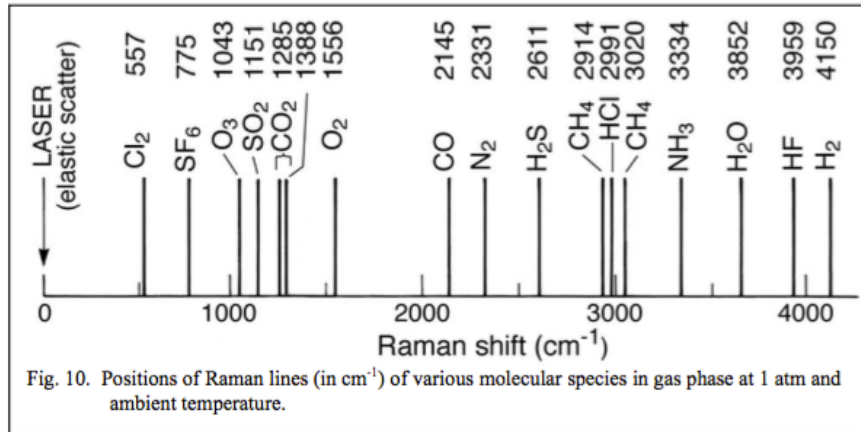 557
775
1043
1151
1285
1388
1556
2145
2331
2611
2914
2991
3020
3334
3852
3959
4150
LASER
(elastic scatter)
Cl₂
SF₆
O₃
SO₂
CO₂
O₂
CO
N₂
H₂S
CH₄
HCl
CH₄
NH₃
H₂O
HF
H₂
0
1000
2000
3000
4000
Raman shift (cm⁻¹)
Fig. 10. Positions of Raman lines (in cm⁻¹) of various molecular species in gas phase at 1 atm and
ambient temperature.